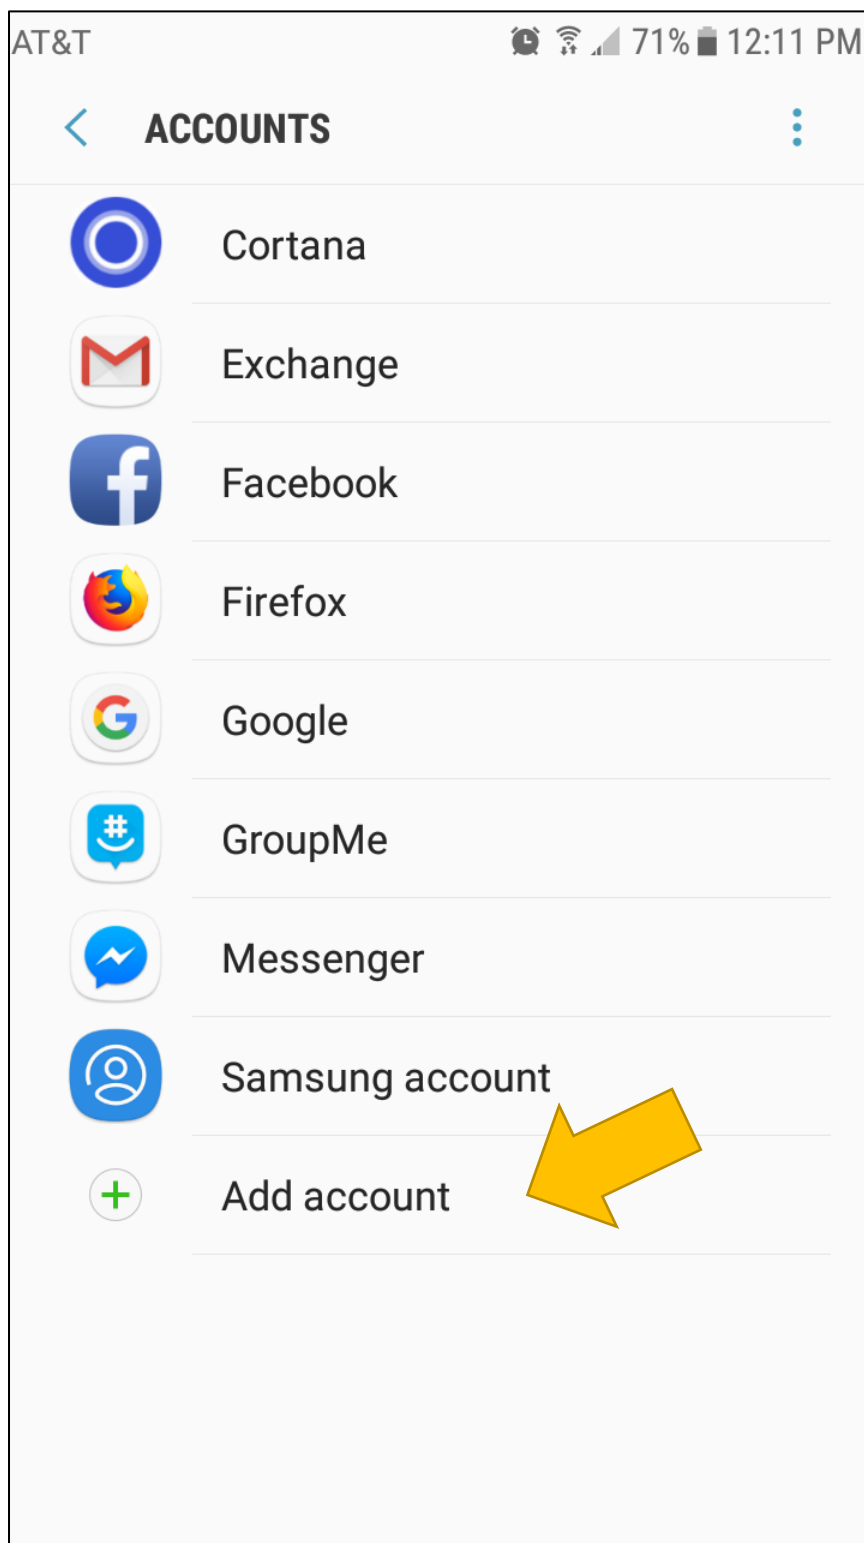 AT&T 71% 12:11 PM
ACCOUNTS
Cortana
Exchange
Facebook
Firefox
Google
GroupMe
Messenger
Samsung account
Add account